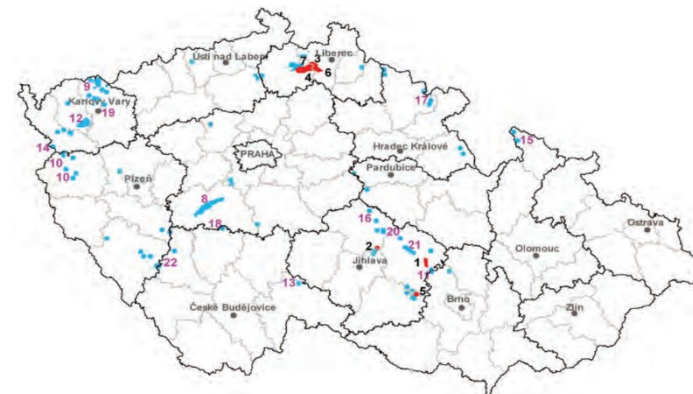 7 3
Liberec
Ústí nad Labem
4 6
9
Karlovy Vary
19
12
17
14
10
10
PRAHA
Hradec Králové
15
Plzeň
Pardubice
8
18
16
20
Ostrava
2
21
Olomouc
22
Jihlava
1
11
13
5
Brno
České Budějovice
Zlín